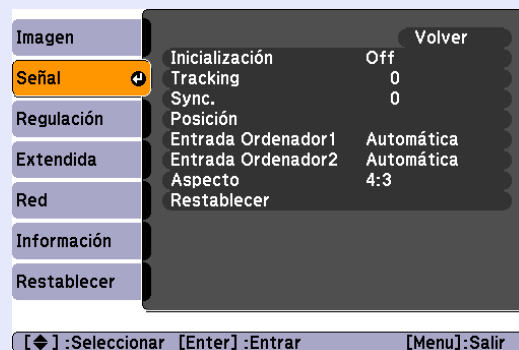 Imagen
Señal
Regulación
Extendida
Red
Información
Restablecer
Volver
Inicialización Off
Tracking 0
Sync. 0
Posición
Entrada Ordenador1 Automática
Entrada Ordenador2 Automática
Aspecto 4:3
Restablecer
[◆] :Seleccionar [Enter] :Entrar [Menu]:Salir